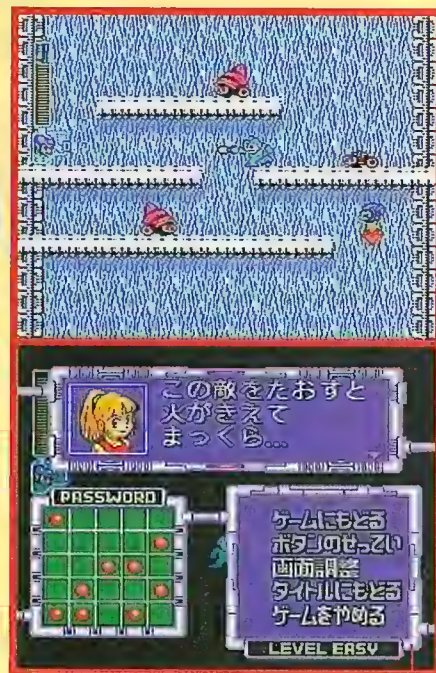 この敵をたおすと
火がきえて
まっくら...
PASSWORD
ゲームにもどる
ボタンのせってい
画面調整
タイトルにもどる
ゲームをやめる
LEVEL EASY